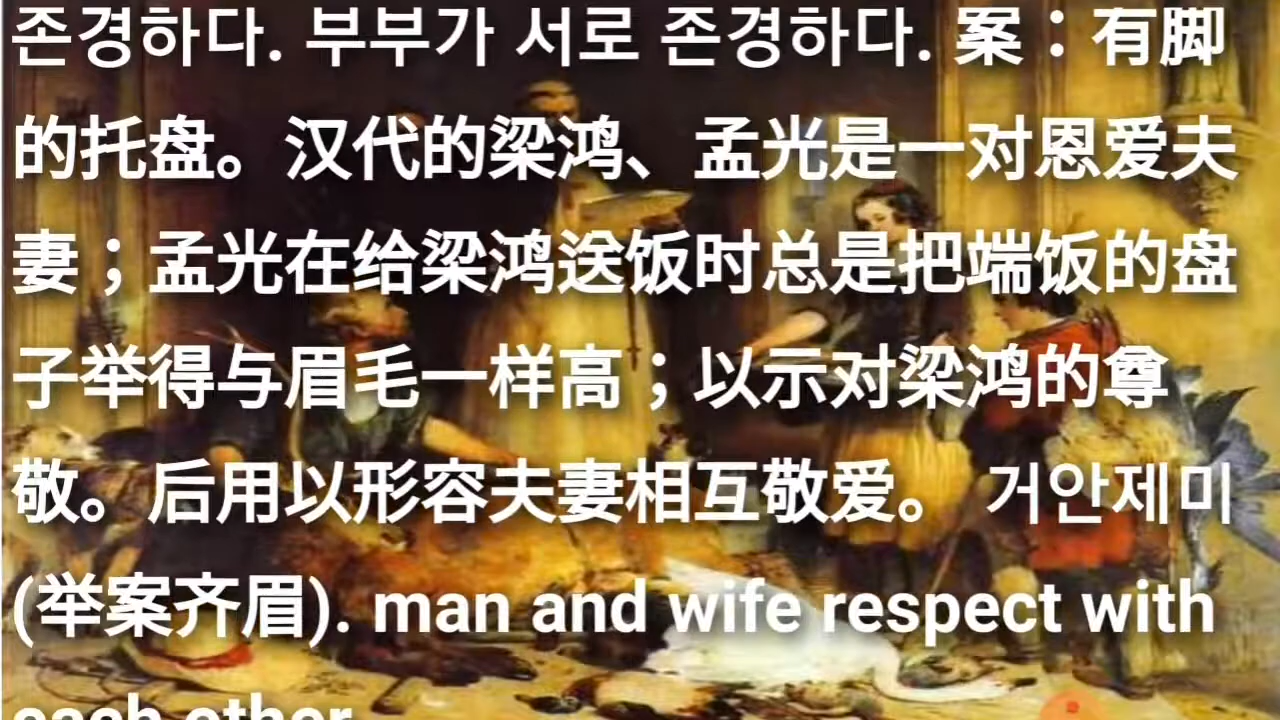 존경하다. 부부가 서로 존경하다. 案：有脚
的托盘。汉代的梁鸿、孟光是一对恩爱夫
妻；孟光在给梁鸿送饭时总是把端饭的盘
子举得与眉毛一样高；以示对梁鸿的尊
敬。后用以形容夫妻相互敬爱。 거안제미
(举案齐眉). man and wife respect with
each other